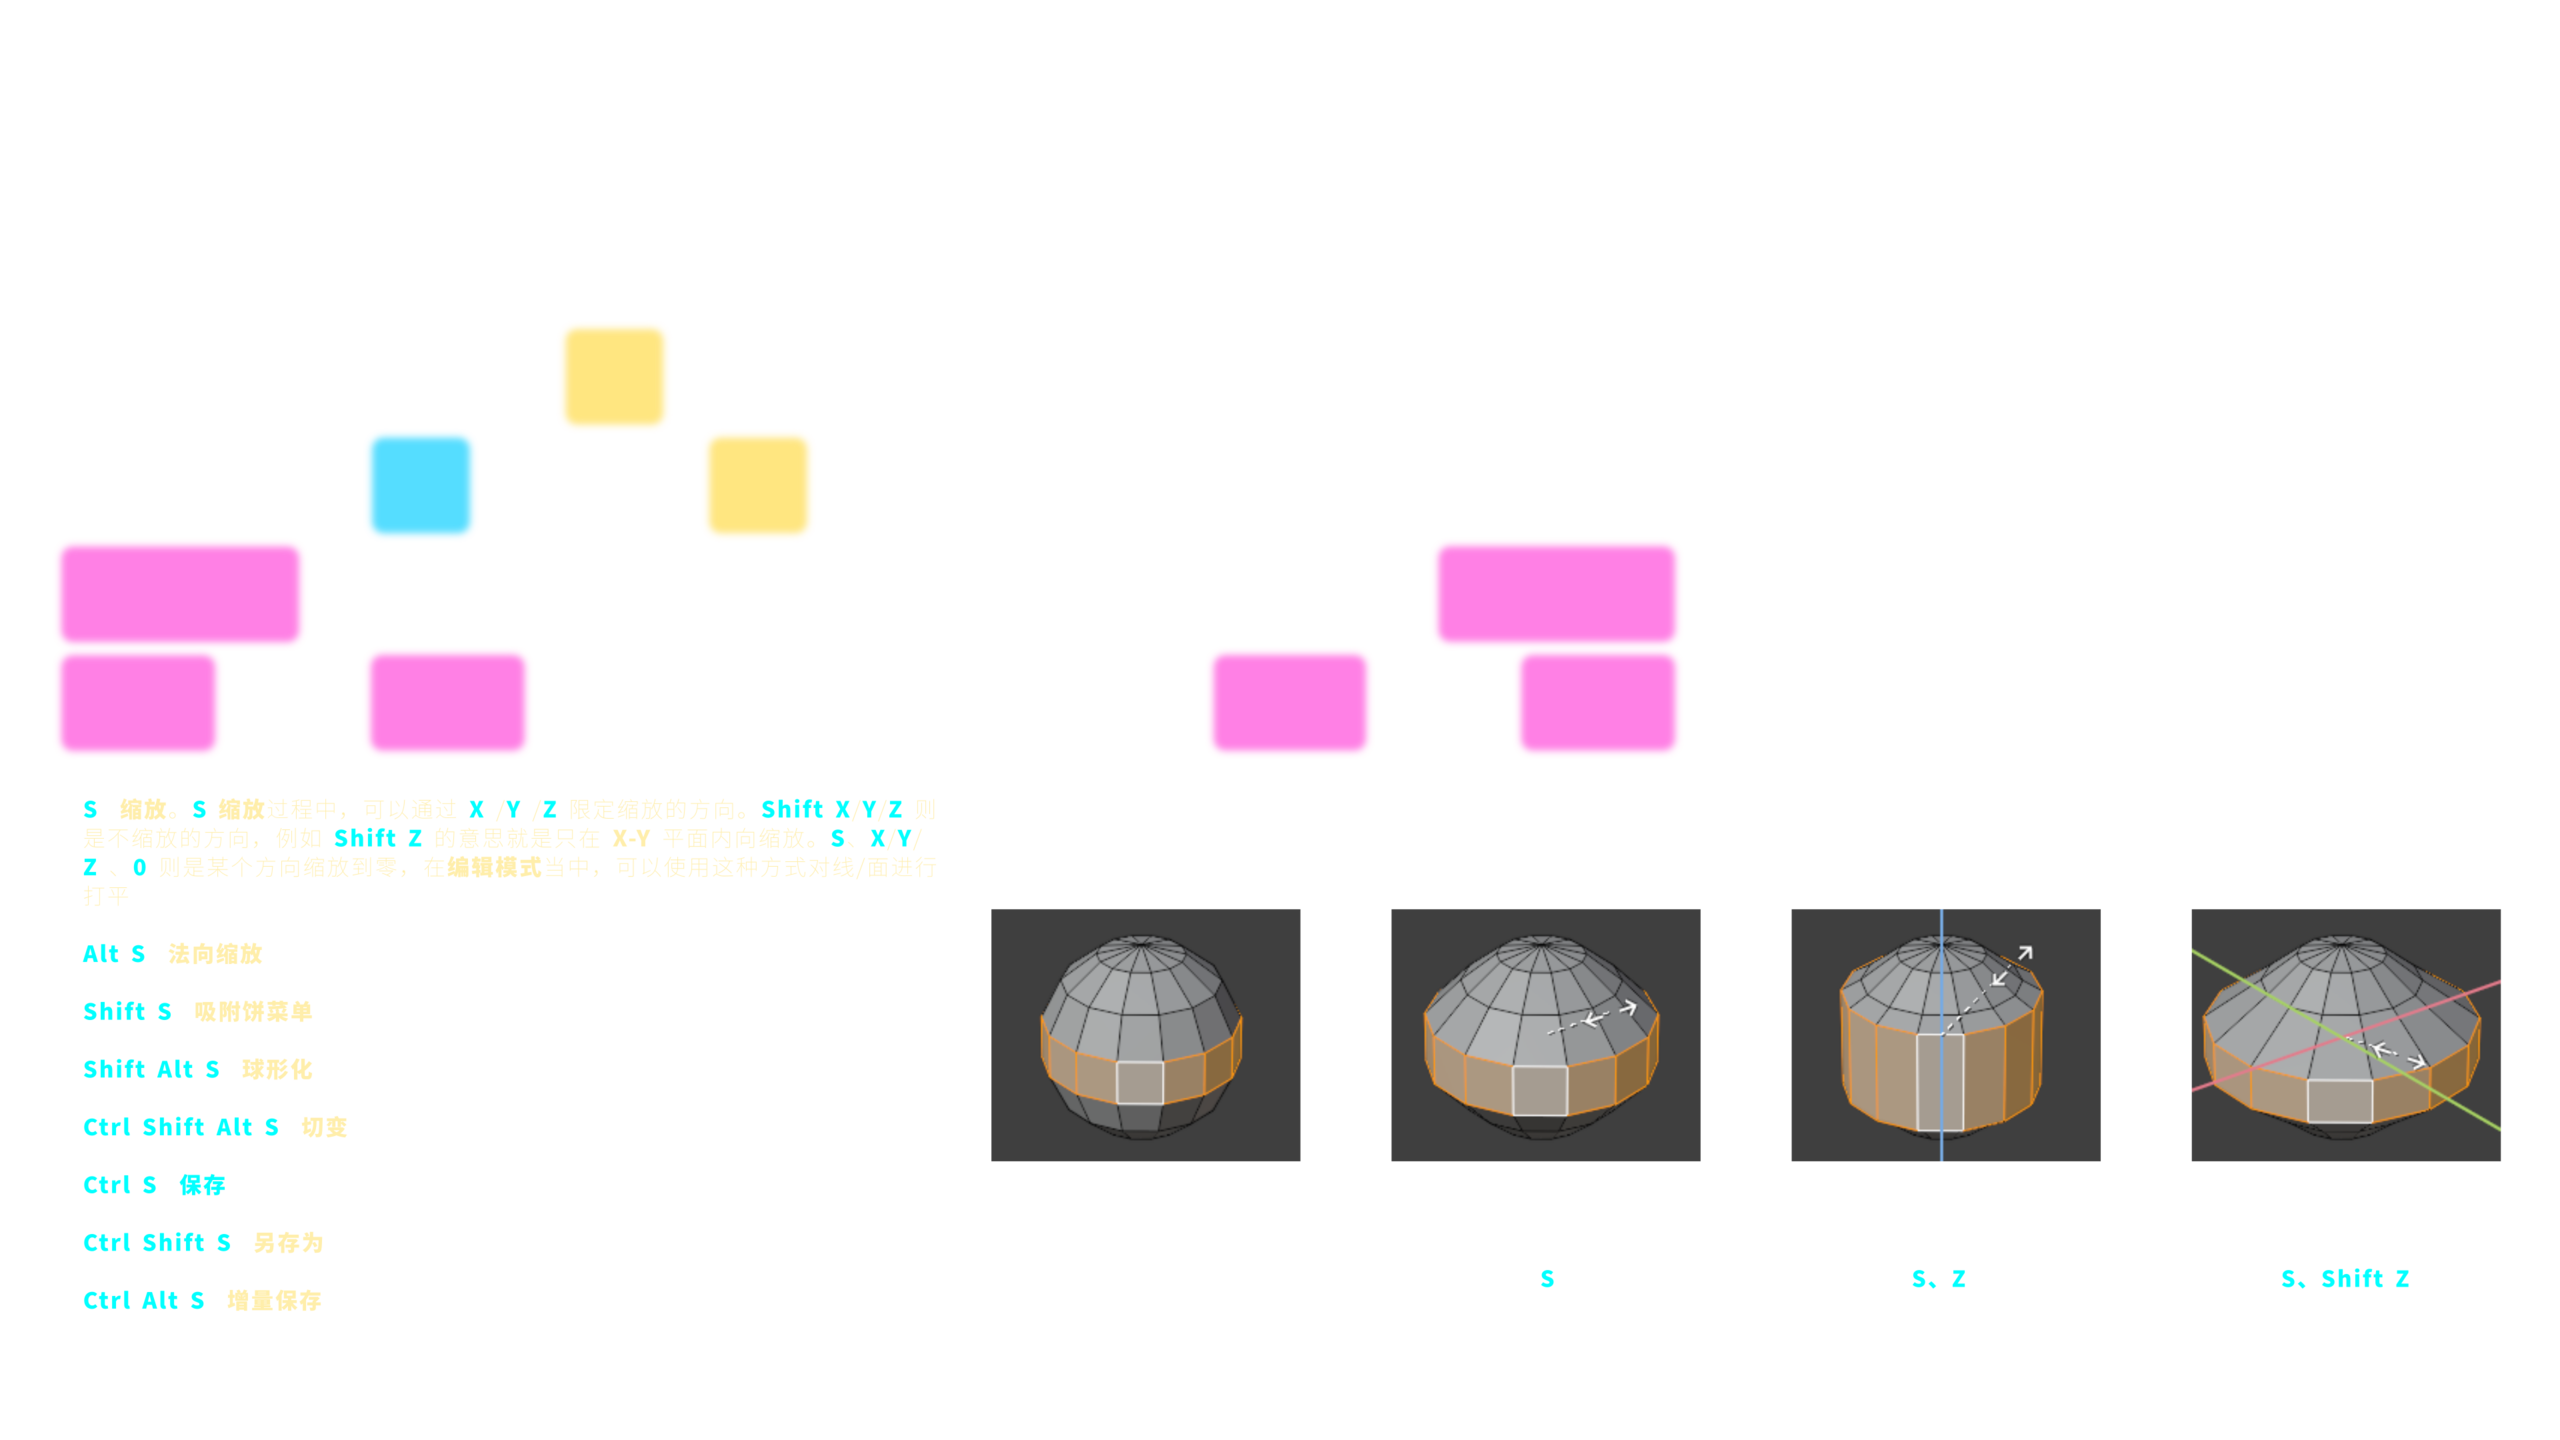 S 缩放。S 缩放过程中，可以通过 X /Y /Z 限定缩放的方向。Shift X/Y/Z 则
是不缩放的方向，例如 Shift Z 的意思就是只在 X-Y 平面内向缩放。S、X/Y/
Z 、0 则是某个方向缩放到零，在编辑模式当中，可以使用这种方式对线/面进行
打平
Alt S 法向缩放
Shift S 吸附饼菜单
Shift Alt S 球形化
Ctrl Shift Alt S 切变
Ctrl S 保存
Ctrl Shift S 另存为
Ctrl Alt S 增量保存
S
S、Z
S、Shift Z